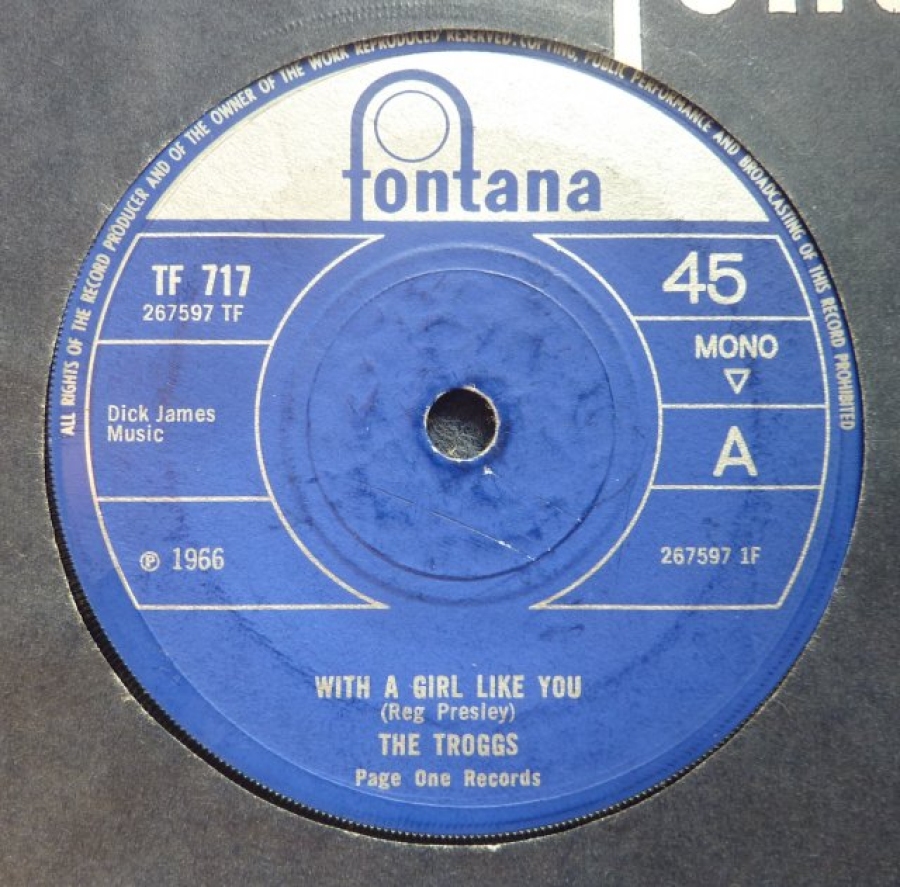 ALL RIGHTS OF THE RECORD PRODUCER AND OF THE OWNER OF THE WORK REPRODUCED RESERVED. COPYING, PUBLIC PERFORMANCE AND BROADCASTING OF THIS RECORD PROHIBITED
fontana
TF 717
267597 TF
Dick James
Music
℗ 1966
45
MONO
▽
A
267597 1F
WITH A GIRL LIKE YOU
(Reg Presley)
THE TROGGS
Page One Records